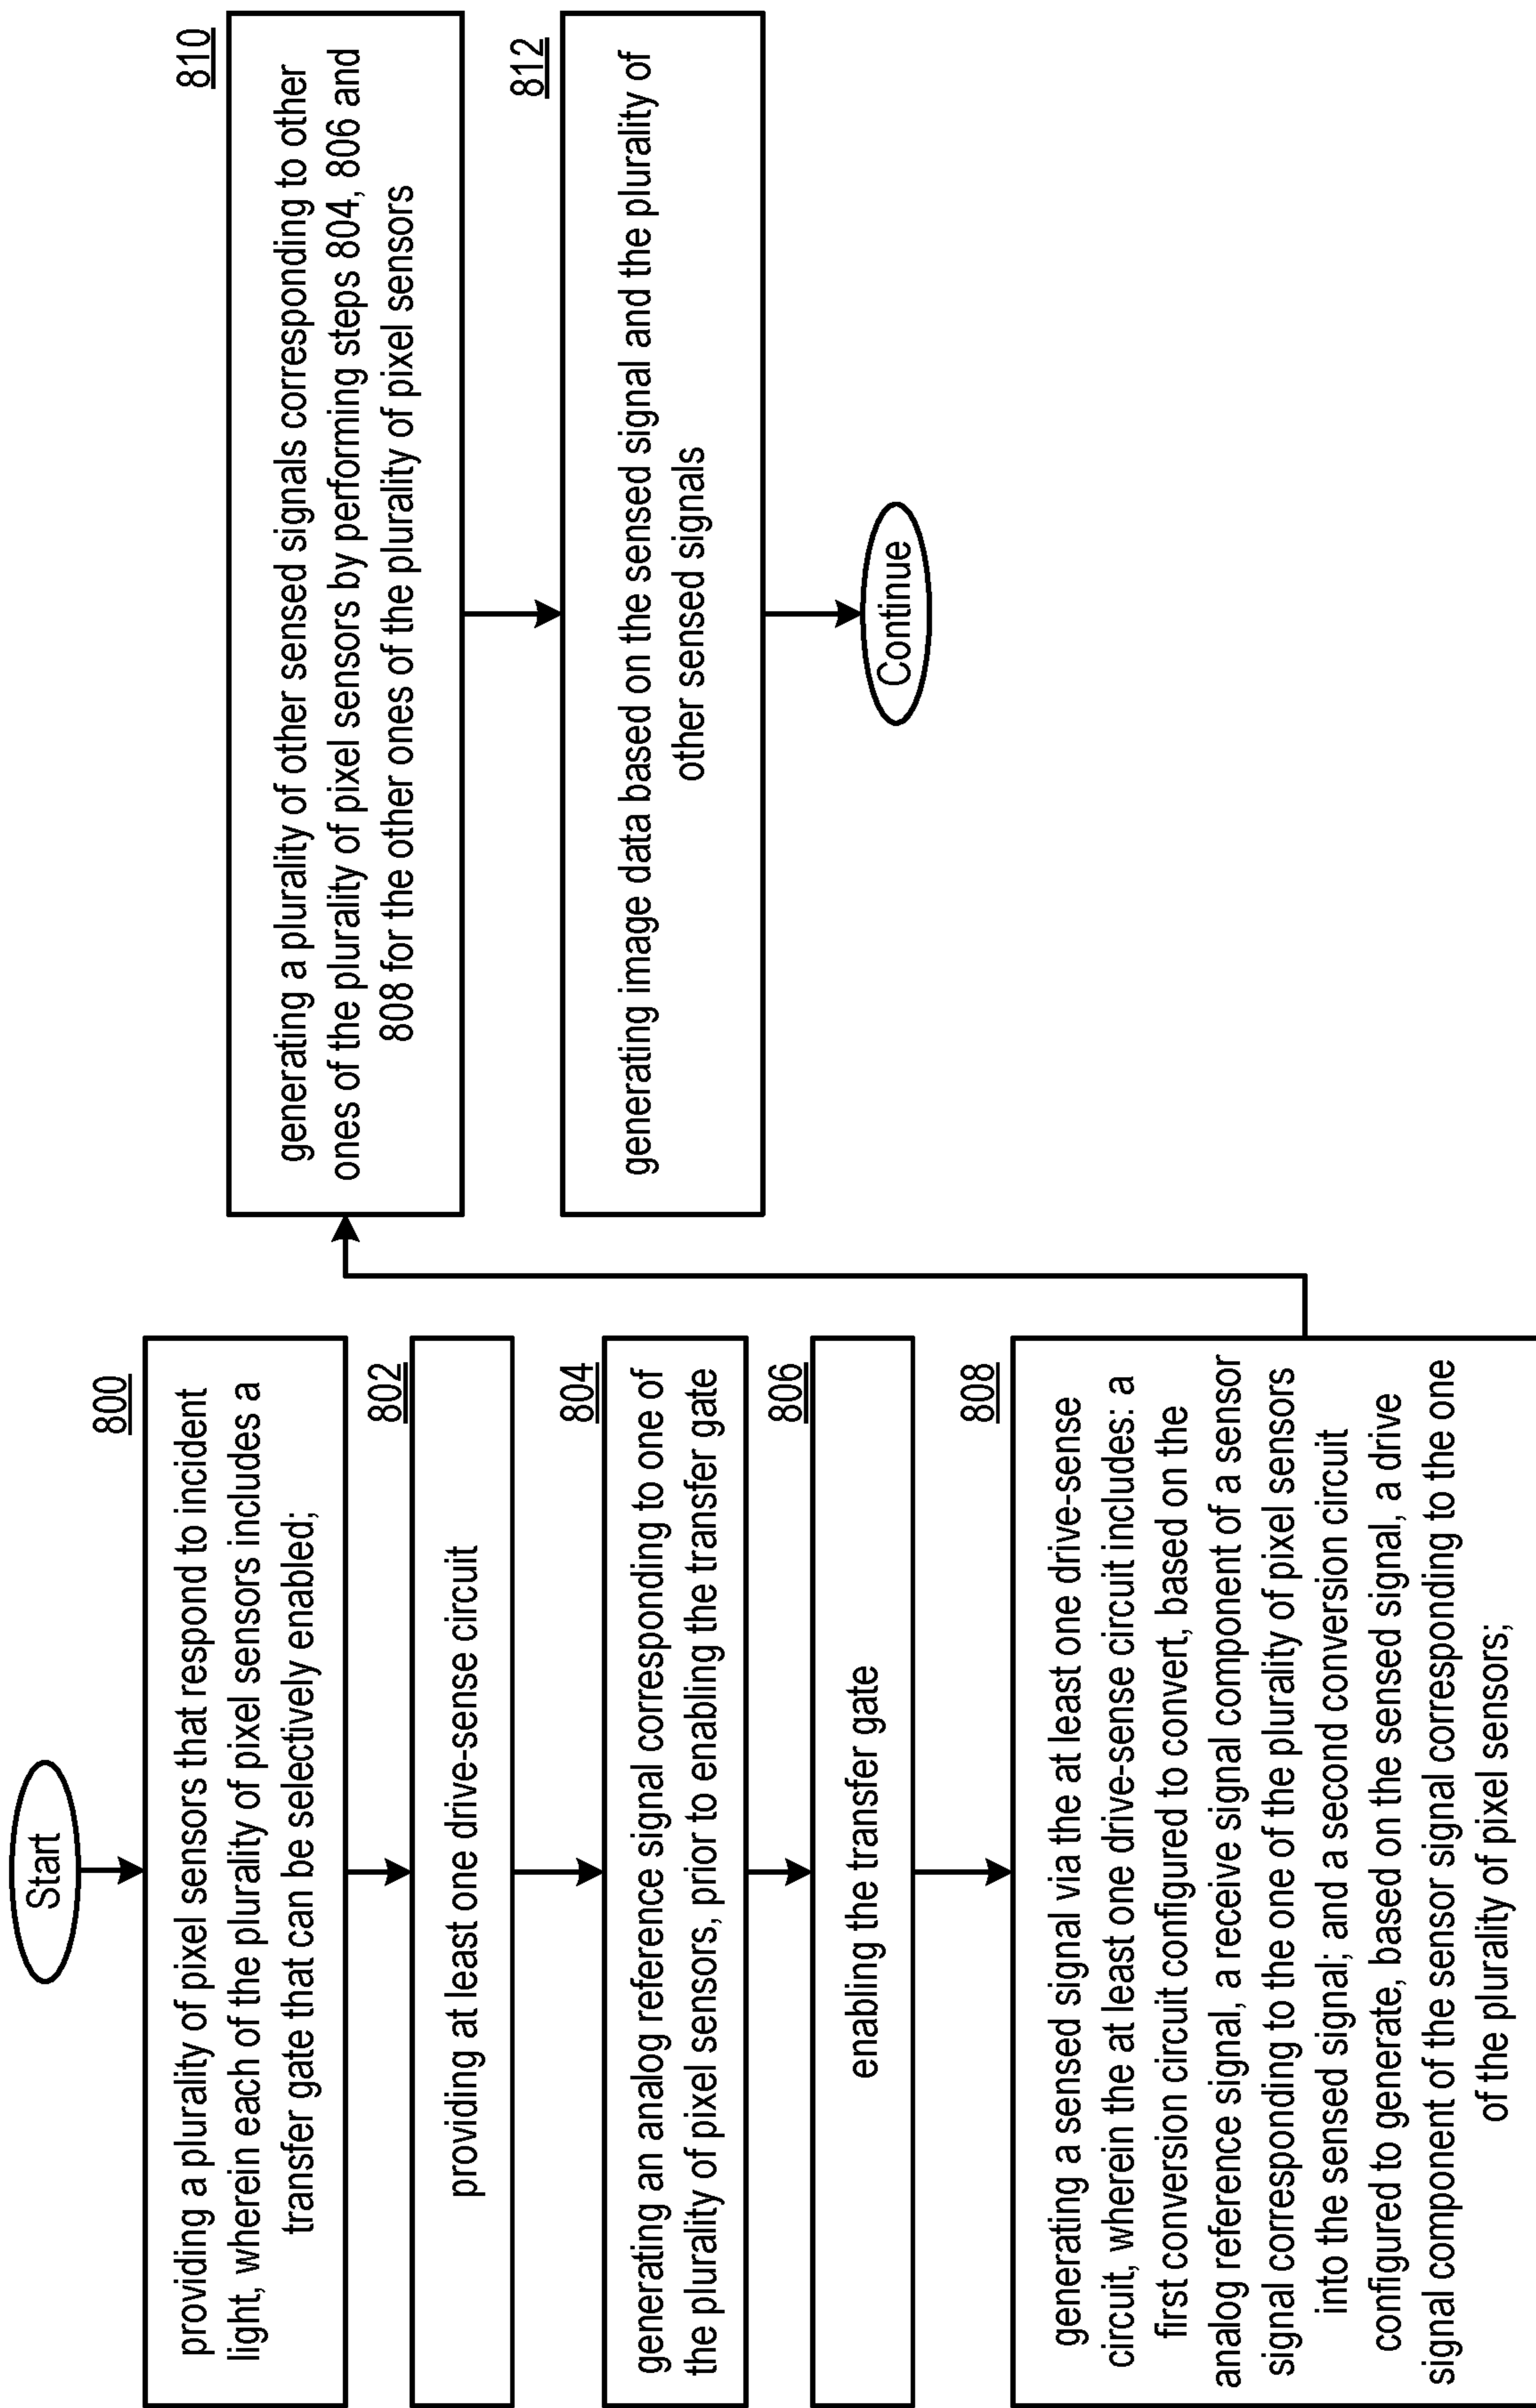 Start
800
providing a plurality of pixel sensors that respond to incident
light, wherein each of the plurality of pixel sensors includes a
transfer gate that can be selectively enabled;
802
providing at least one drive-sense circuit
804
generating an analog reference signal corresponding to one of
the plurality of pixel sensors, prior to enabling the transfer gate
806
enabling the transfer gate
808
generating a sensed signal via the at least one drive-sense
circuit, wherein the at least one drive-sense circuit includes: a
first conversion circuit configured to convert, based on the
analog reference signal, a receive signal component of a sensor
signal corresponding to the one of the plurality of pixel sensors
into the sensed signal; and a second conversion circuit
configured to generate, based on the sensed signal, a drive
signal component of the sensor signal corresponding to the one
of the plurality of pixel sensors;
810
generating a plurality of other sensed signals corresponding to other
ones of the plurality of pixel sensors by performing steps 804, 806 and
808 for the other ones of the plurality of pixel sensors
812
generating image data based on the sensed signal and the plurality of
other sensed signals
Continue